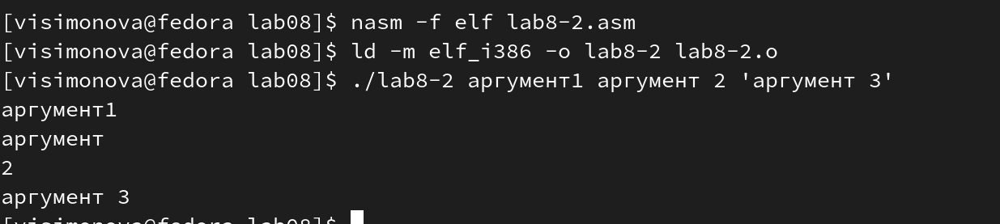 [visimonova@fedora lab08]$ nasm -f elf lab8-2.asm
[visimonova@fedora lab08]$ ld -m elf_i386 -o lab8-2 lab8-2.o
[visimonova@fedora lab08]$ ./lab8-2 аргумент1 аргумент 2 'аргумент 3'
аргумент1
аргумент
2
аргумент 3
[visimonova@fedora lab08]$